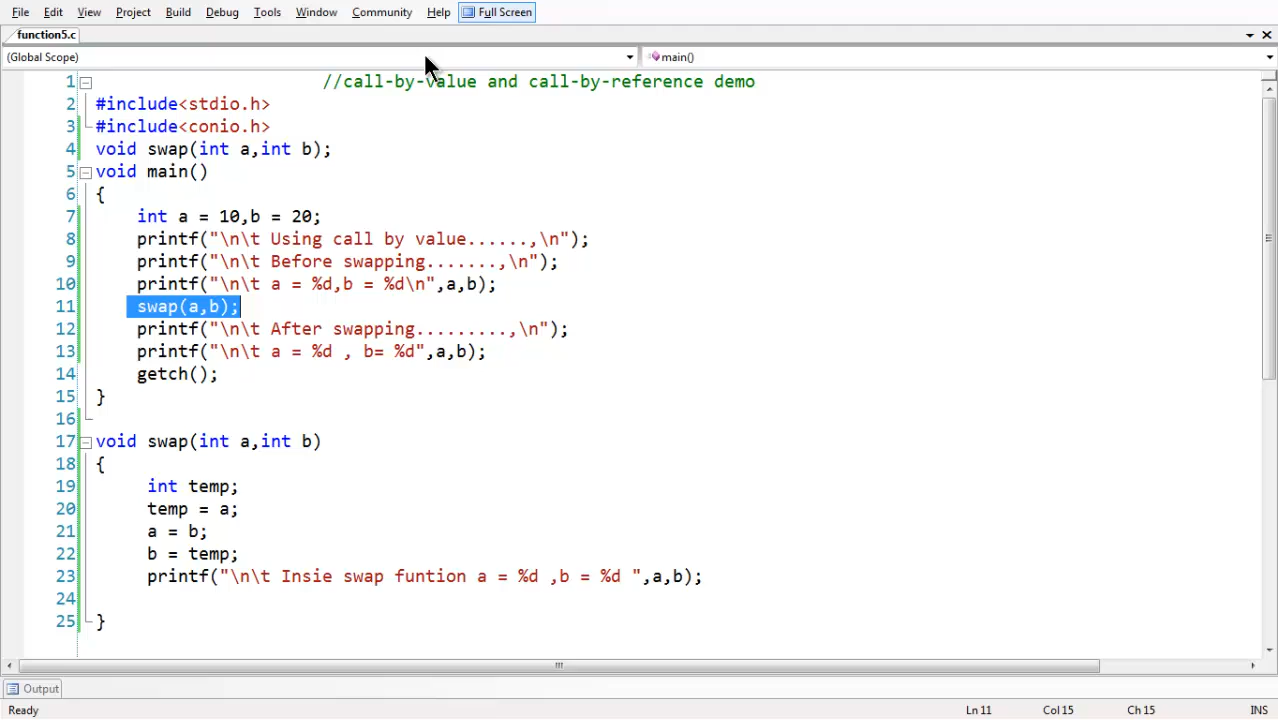 File Edit View Project Build Debug Tools Window Community Help Full Screen
function5.c
(Global Scope) main()
1 //call-by-value and call-by-reference demo
2 #include<stdio.h>
3 #include<conio.h>
4 void swap(int a,int b);
5 void main()
6 {
7 int a = 10,b = 20;
8 printf("\n\t Using call by value......,\n");
9 printf("\n\t Before swapping.......,\n");
10 printf("\n\t a = %d,b = %d\n",a,b);
11 swap(a,b);
12 printf("\n\t After swapping.........,\n");
13 printf("\n\t a = %d , b= %d",a,b);
14 getch();
15 }
16
17 void swap(int a,int b)
18 {
19 int temp;
20 temp = a;
21 a = b;
22 b = temp;
23 printf("\n\t Insie swap funtion a = %d ,b = %d ",a,b);
24
25 }
Output
Ready Ln 11 Col 15 Ch 15 INS